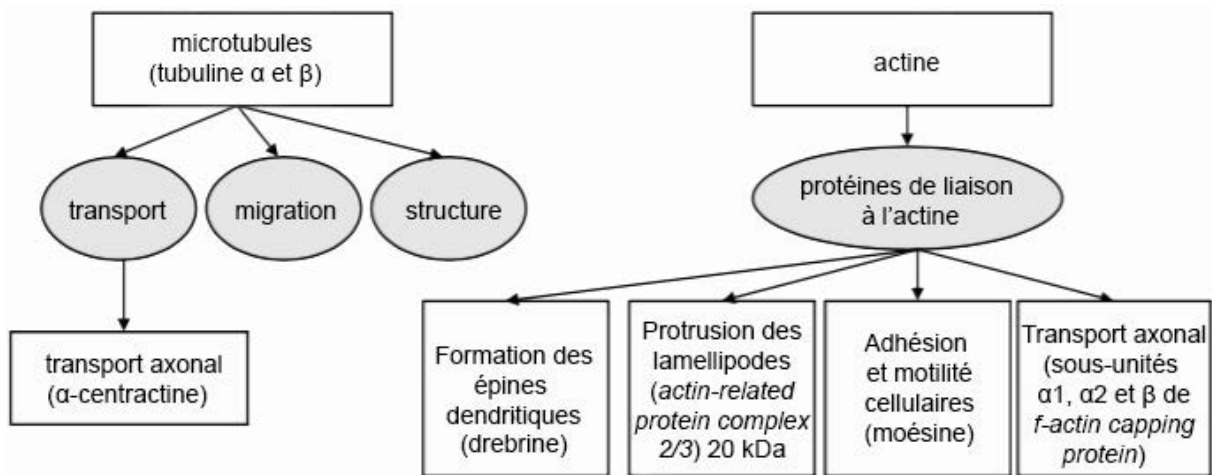 microtubules
(tubuline α et β)
actine
transport
migration
structure
protéines de liaison
à l'actine
transport axonal
(α-centractine)
Formation des
épines
dendritiques
(drebrine)
Protrusion des
lamellipodes
(actin-related
protein complex
2/3) 20 kDa
Adhésion
et motilité
cellulaires
(moésine)
Transport axonal
(sous-unités
α1, α2 et β de
f-actin capping
protein)